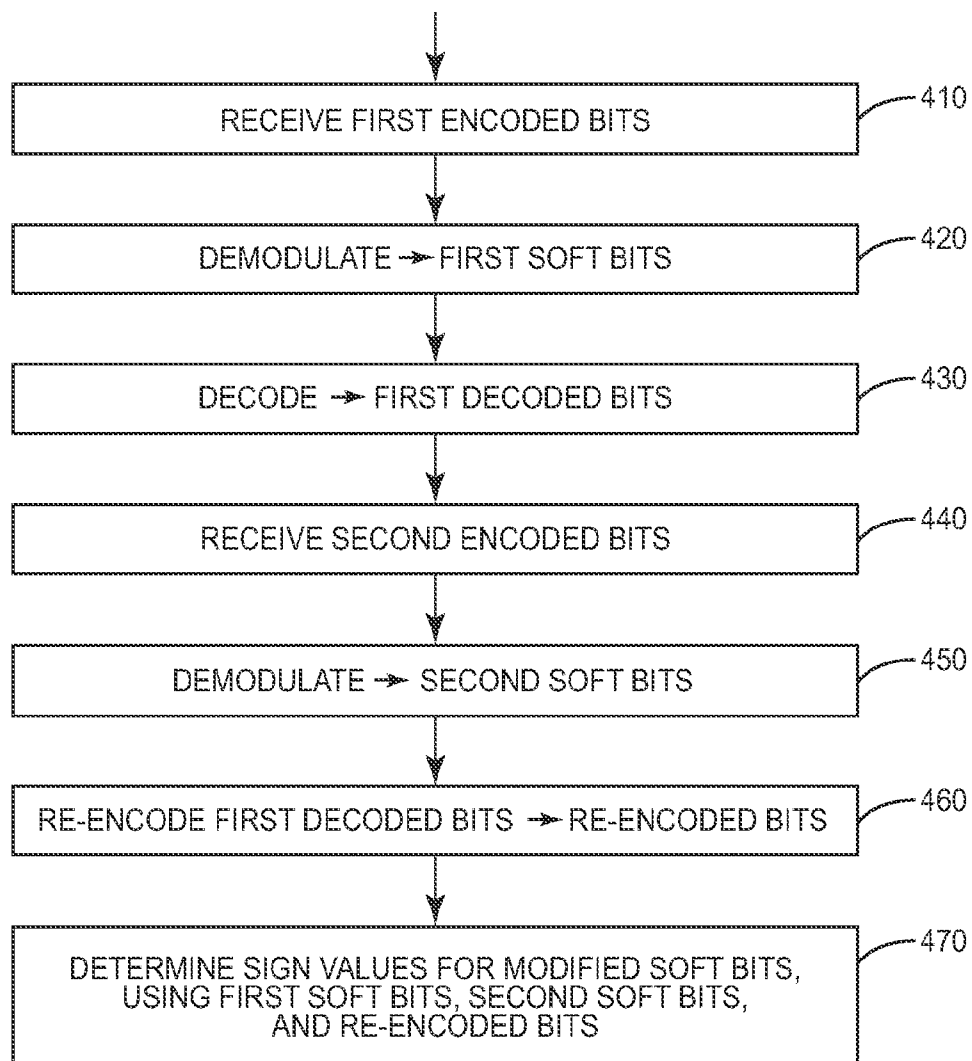 RECEIVE FIRST ENCODED BITS
410
DEMODULATE → FIRST SOFT BITS
420
DECODE → FIRST DECODED BITS
430
RECEIVE SECOND ENCODED BITS
440
DEMODULATE → SECOND SOFT BITS
450
RE-ENCODE FIRST DECODED BITS → RE-ENCODED BITS
460
DETERMINE SIGN VALUES FOR MODIFIED SOFT BITS,
USING FIRST SOFT BITS, SECOND SOFT BITS,
AND RE-ENCODED BITS
470